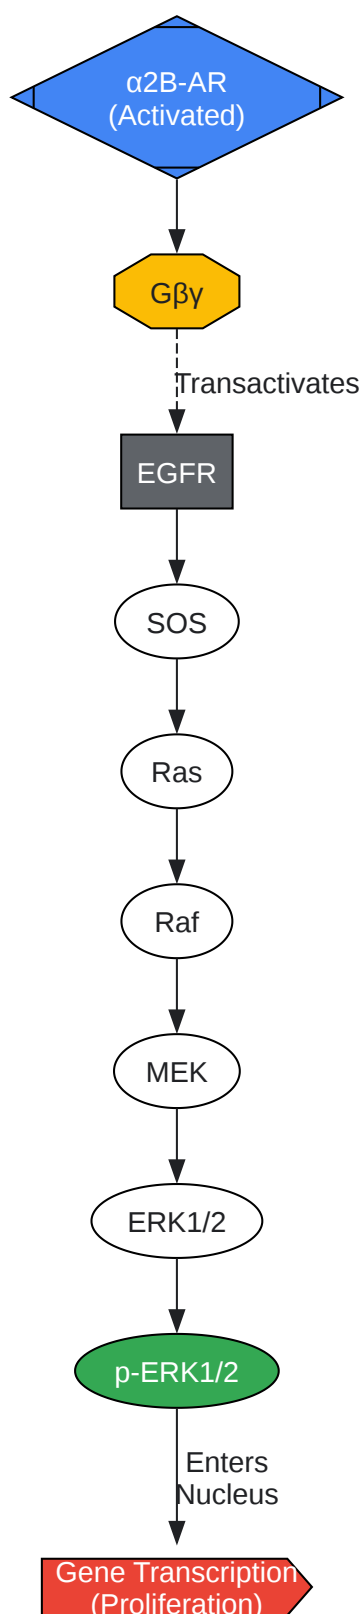 α2B-AR
(Activated)
Gβγ
Transactivates
EGFR
SOS
Ras
Raf
MEK
ERK1/2
p-ERK1/2
Enters
Nucleus
Gene Transcription
(Proliferation)